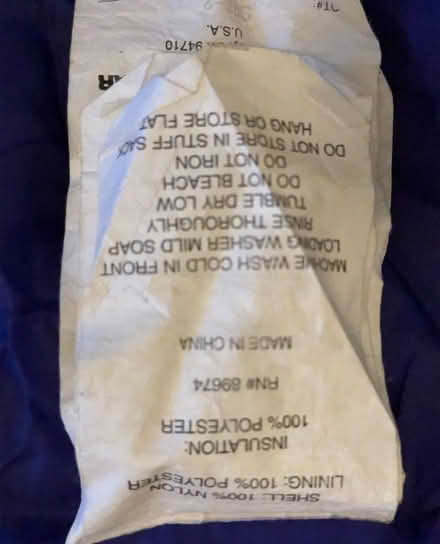 SHELL: 100% NYLON
LINING: 100% POLYESTER
INSULATION:
100% POLYESTER
RN# 89674
MADE IN CHINA
MACHINE WASH COLD IN FRONT
LOADING WASHER MILD SOAP
RINSE THOROUGHLY
TUMBLE DRY LOW
DO NOT BLEACH
DO NOT IRON
DO NOT STORE IN STUFF SACK
HANG OR STORE FLAT
94710
U.S.A.